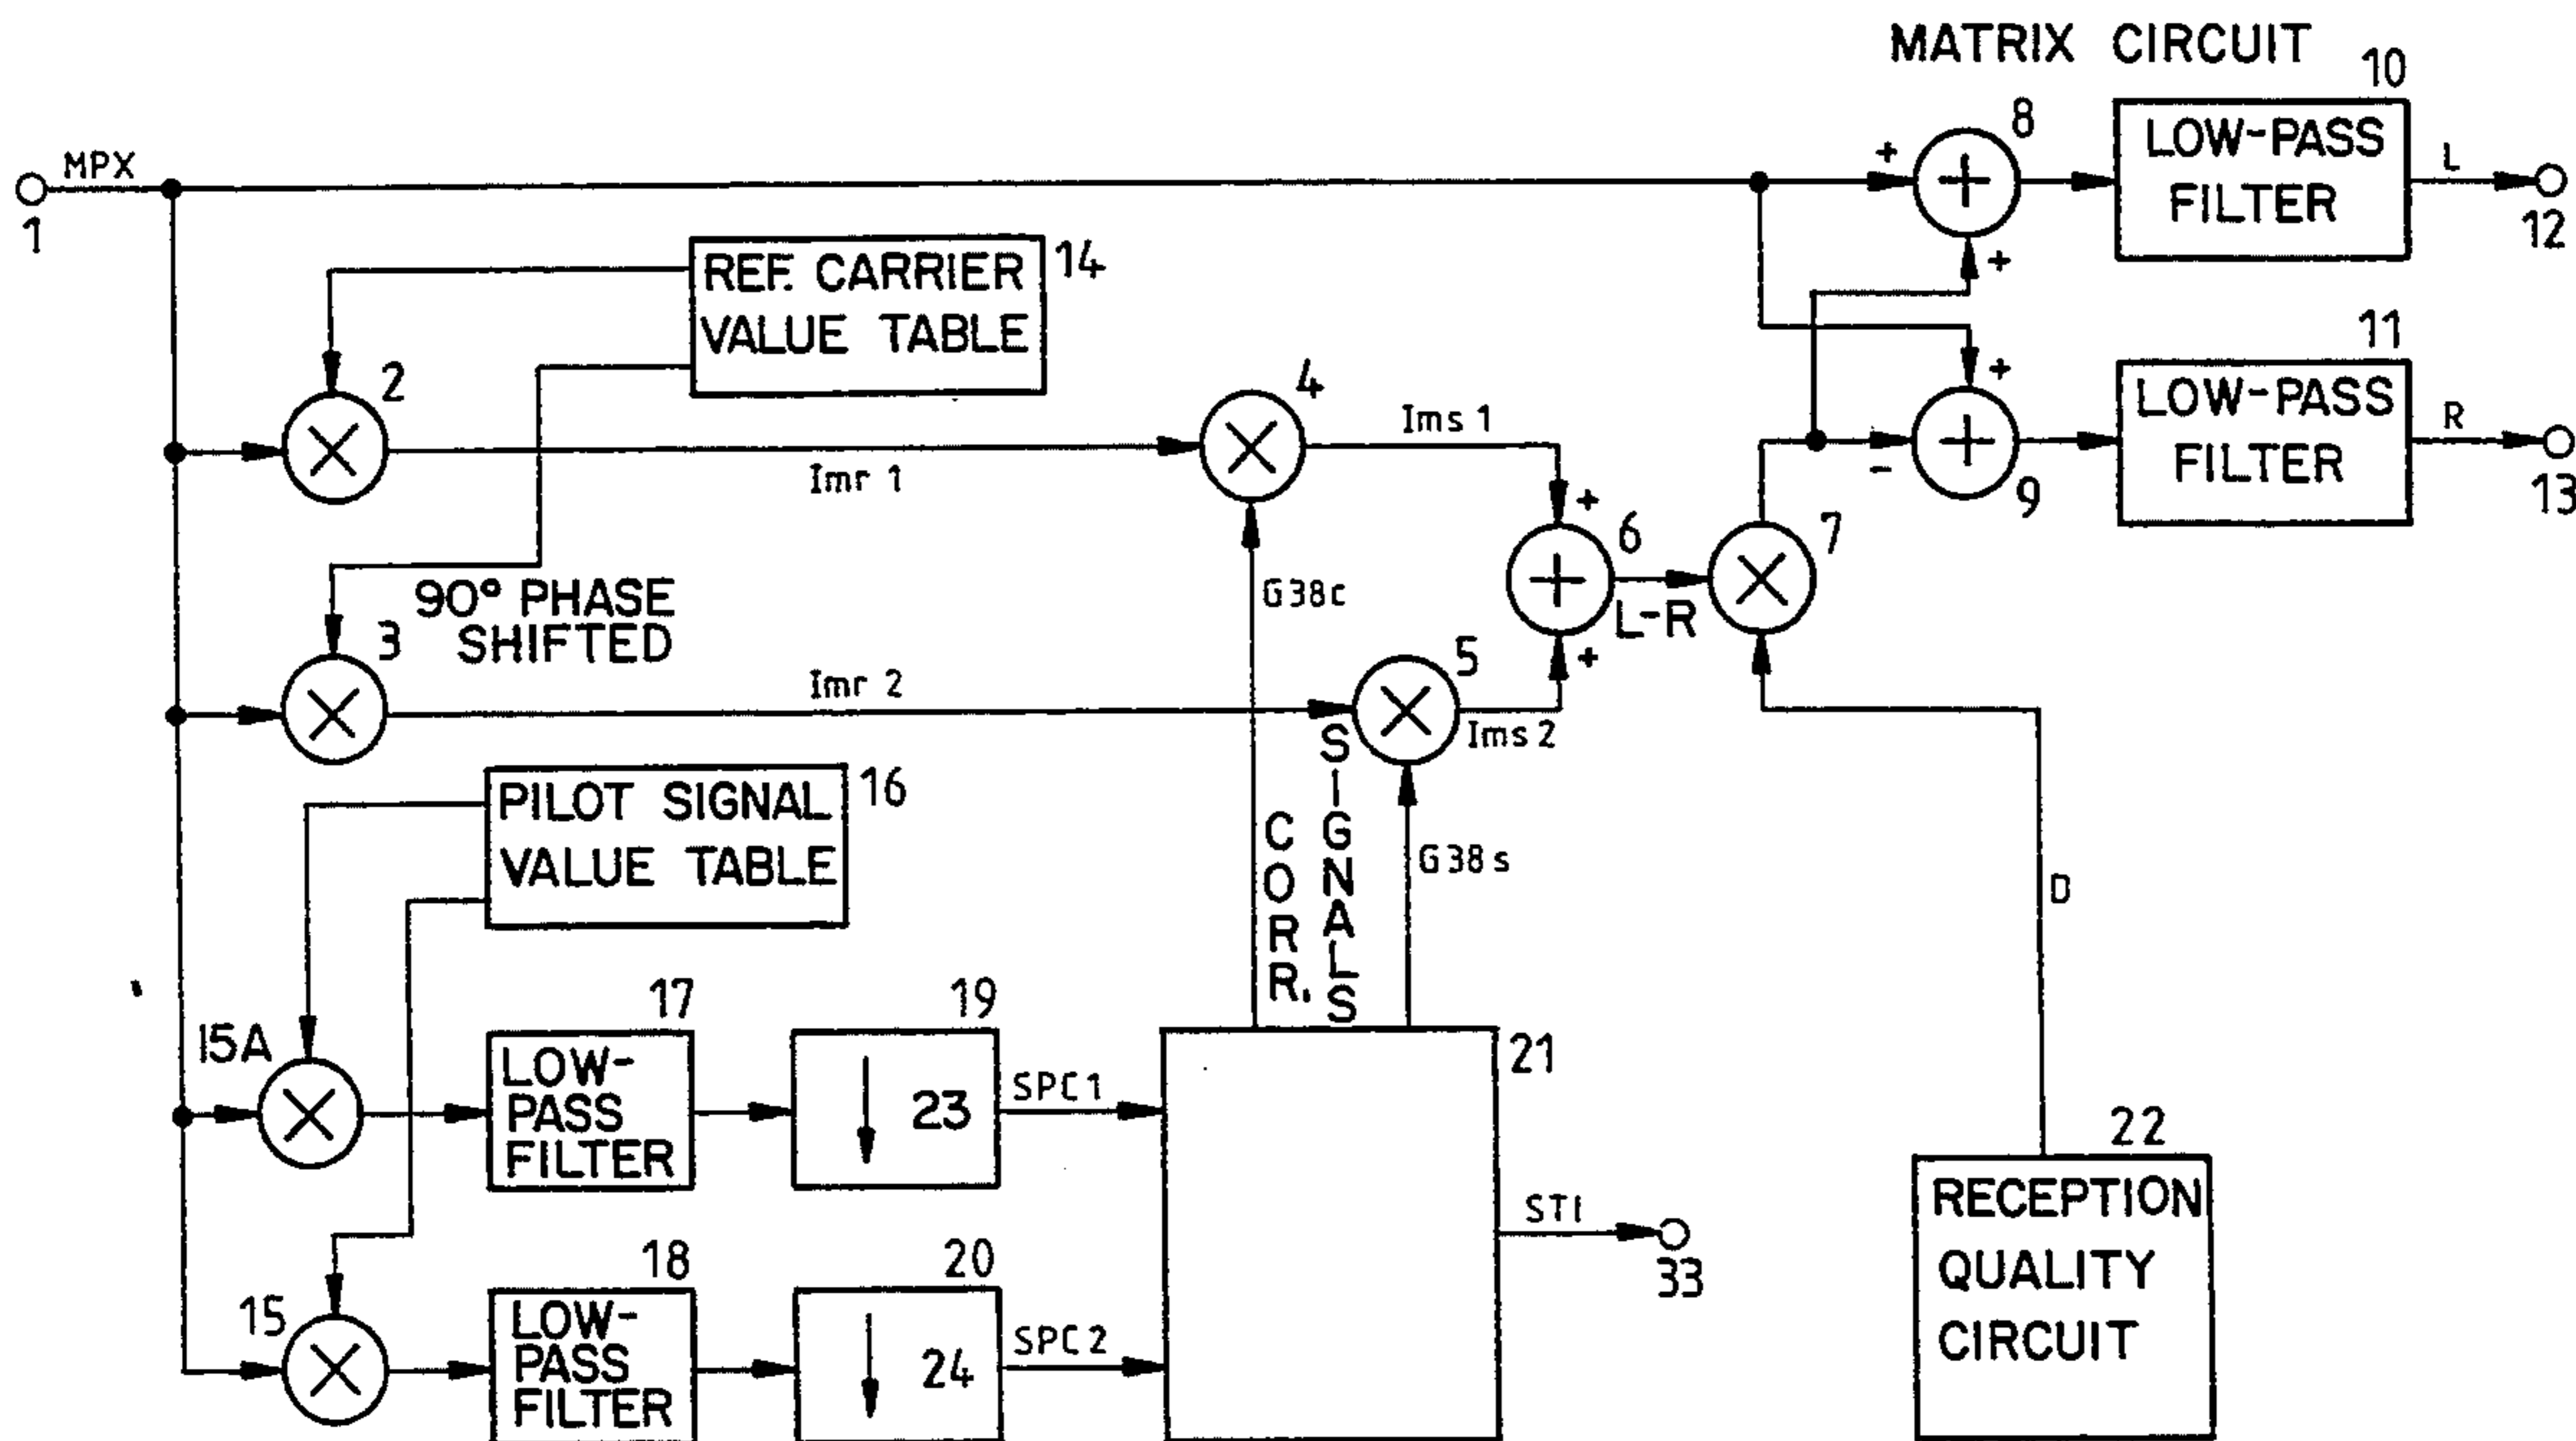 MATRIX CIRCUIT
10
8
LOW-PASS
FILTER
+
+
+
L
12
MPX
1
REF. CARRIER
VALUE TABLE
14
2
×
Imr 1
90° PHASE
SHIFTED
3
×
Imr 2
4
×
Ims 1
G38c
+
6
+
+
L-R
7
×
5
×
Ims 2
11
LOW-PASS
FILTER
+
+
-
9
R
13
PILOT SIGNAL
VALUE TABLE
16
CORR.
SIGNALS
G38s
D
15A
×
17
LOW-
PASS
FILTER
19
↓ 23
SPC1
21
STI
33
15
×
18
LOW-
PASS
FILTER
20
↓ 24
SPC2
22
RECEPTION
QUALITY
CIRCUIT